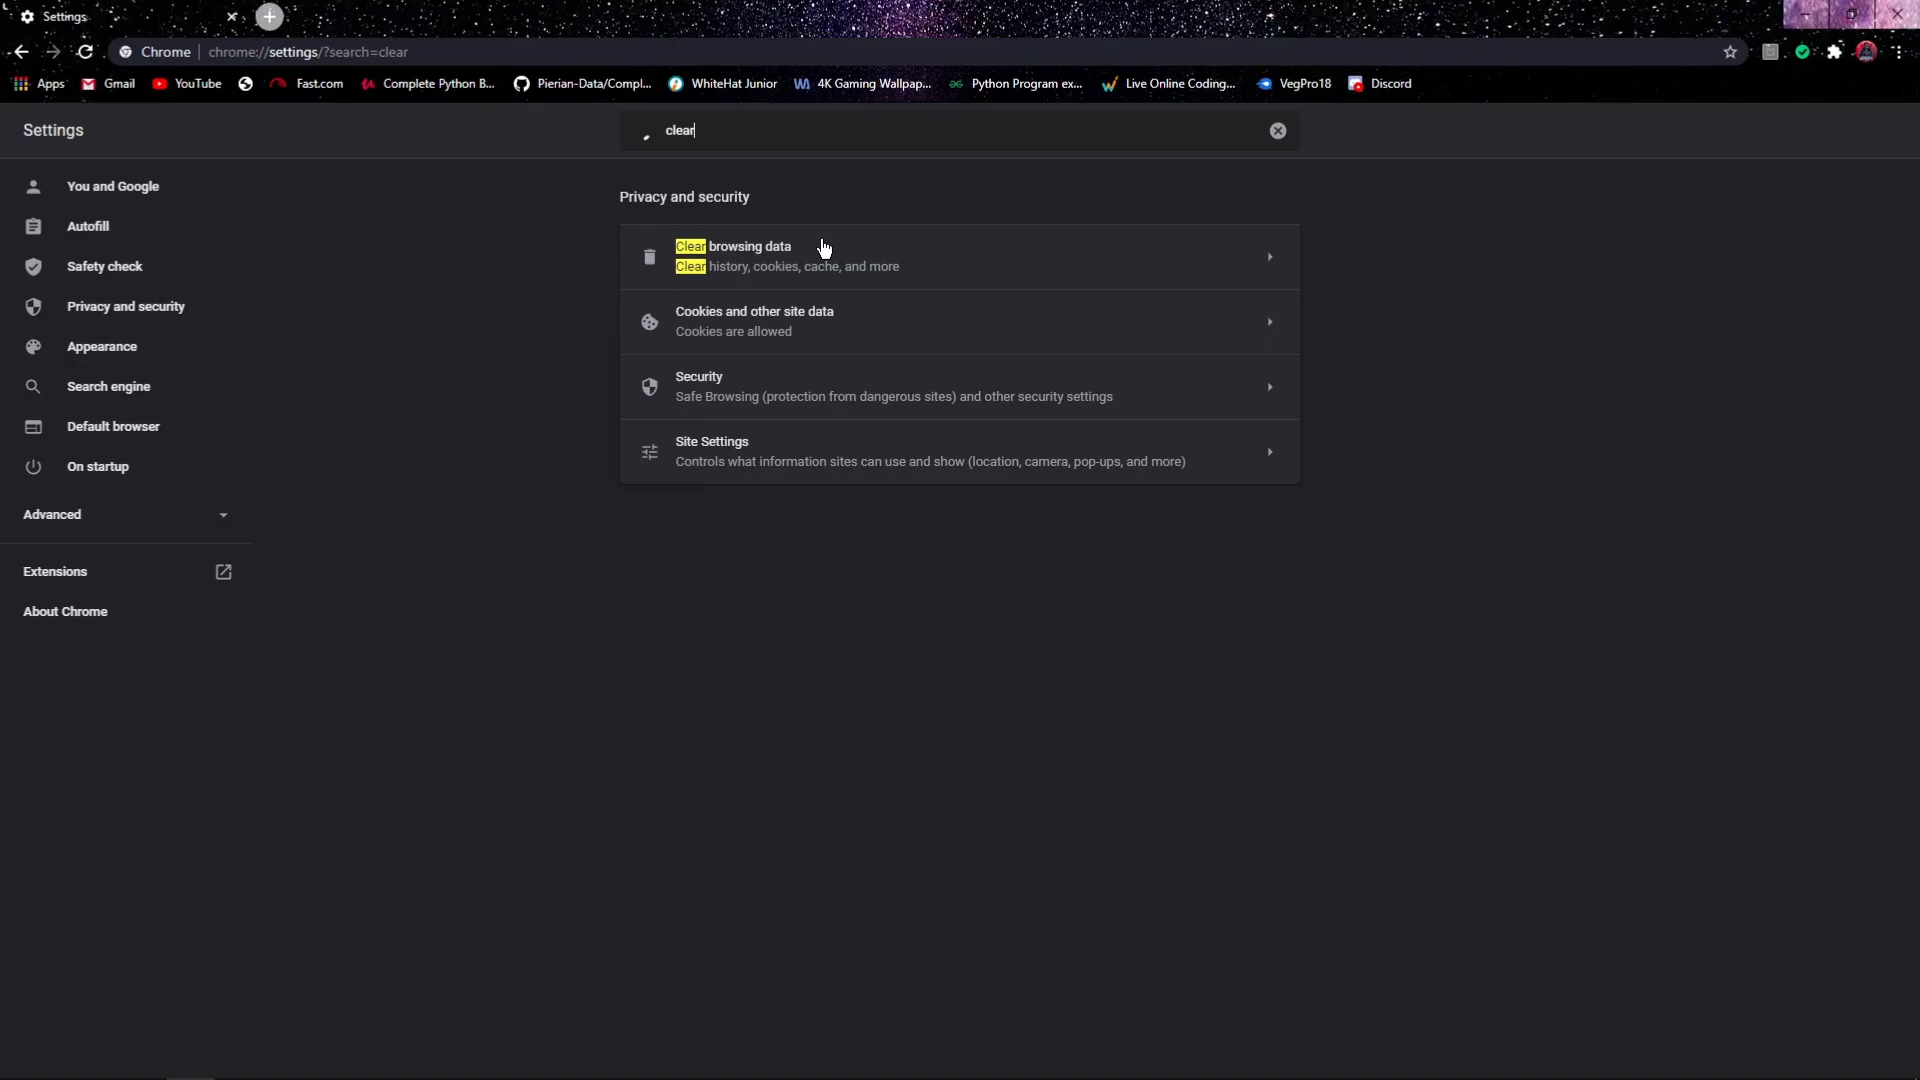 Settings
Chrome | chrome://settings/?search=clear
Apps Gmail YouTube Fast.com Complete Python B... Pierian-Data/Compl... WhiteHat Junior 4K Gaming Wallpap... Python Program ex... Live Online Coding... VegPro18 Discord
Settings
clear
You and Google
Autofill
Safety check
Privacy and security
Appearance
Search engine
Default browser
On startup
Advanced
Extensions
About Chrome
Privacy and security
Clear browsing data
Clear history, cookies, cache, and more
Cookies and other site data
Cookies are allowed
Security
Safe Browsing (protection from dangerous sites) and other security settings
Site Settings
Controls what information sites can use and show (location, camera, pop-ups, and more)